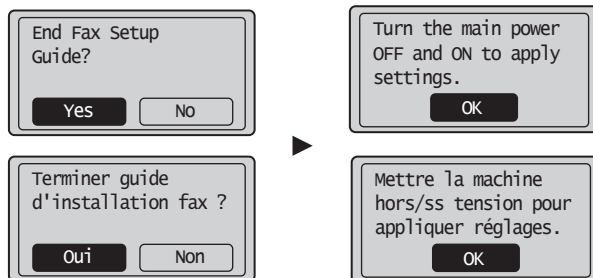 End Fax Setup
Guide?
Yes No
Turn the main power
OFF and ON to apply
settings.
OK
Terminer guide
d'installation fax ?
Oui Non
Mettre la machine
hors/ss tension pour
appliquer réglages.
OK